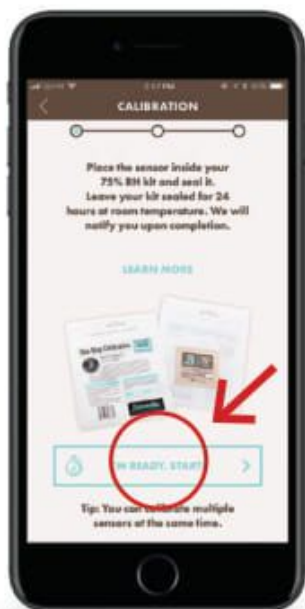 CALIBRATION
Place the sensor inside your
75% RH kit and seal it.
Leave your kit sealed for 24
hours at room temperature. We will
notify you upon completion.
LEARN MORE
READY, START
Tip: You can calibrate multiple
sensors at the same time.